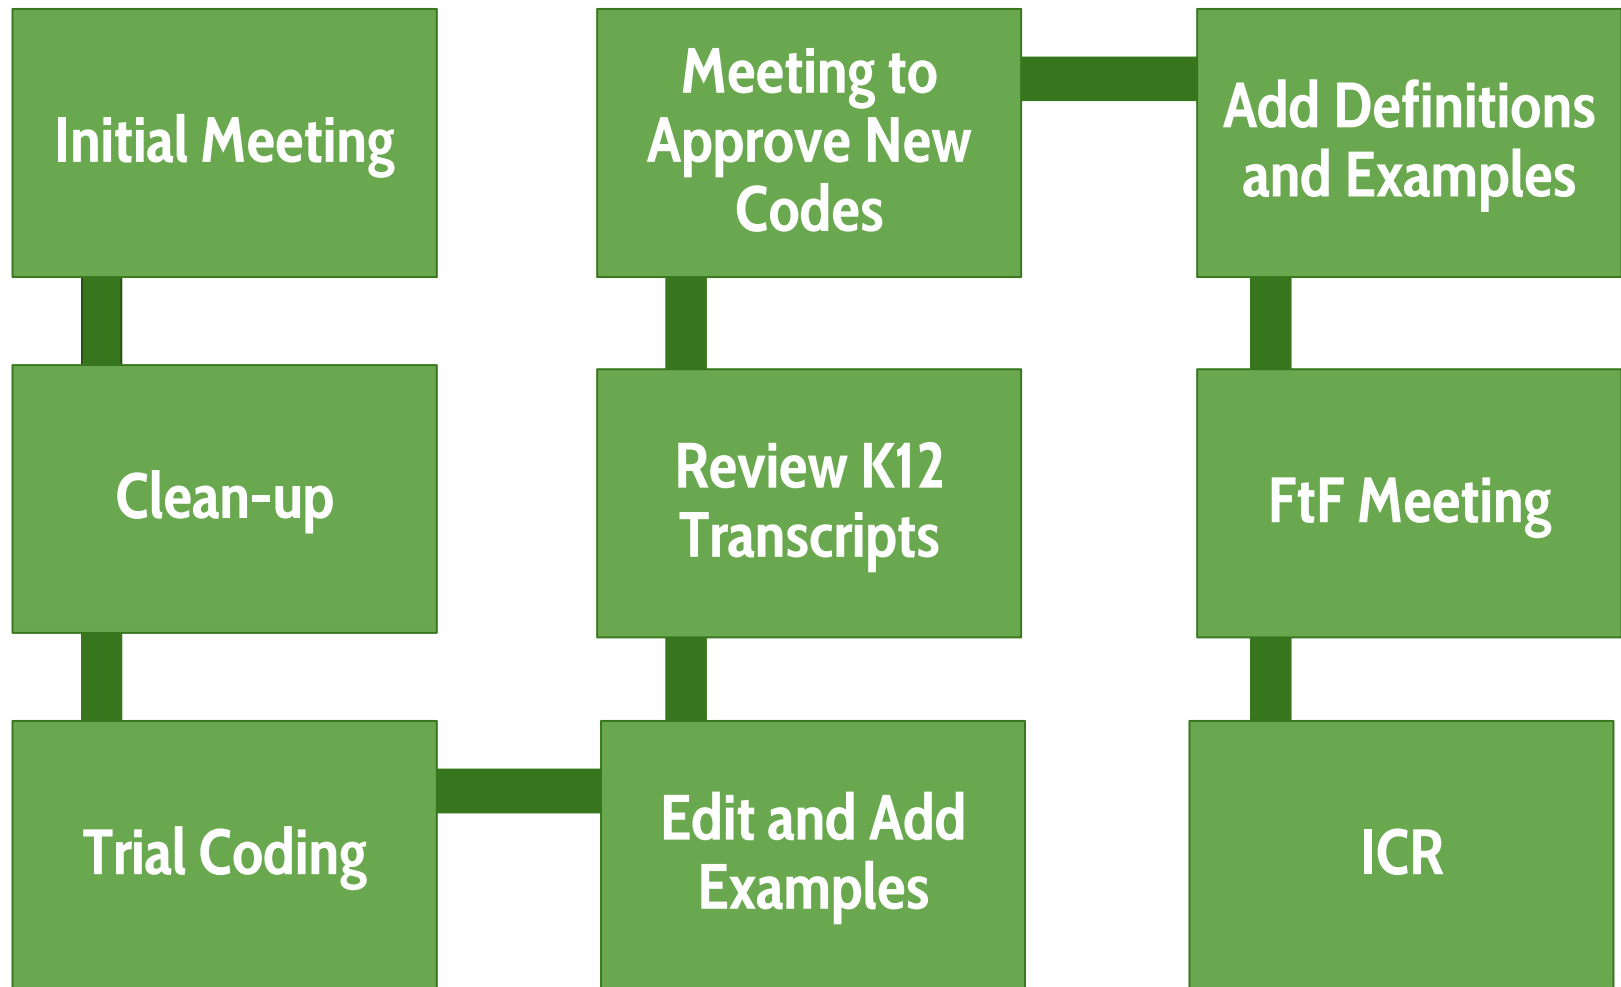 Initial Meeting
Clean-up
Trial Coding
Edit and Add
Examples
Review K12
Transcripts
Meeting to
Approve New
Codes
Add Definitions
and Examples
FtF Meeting
ICR